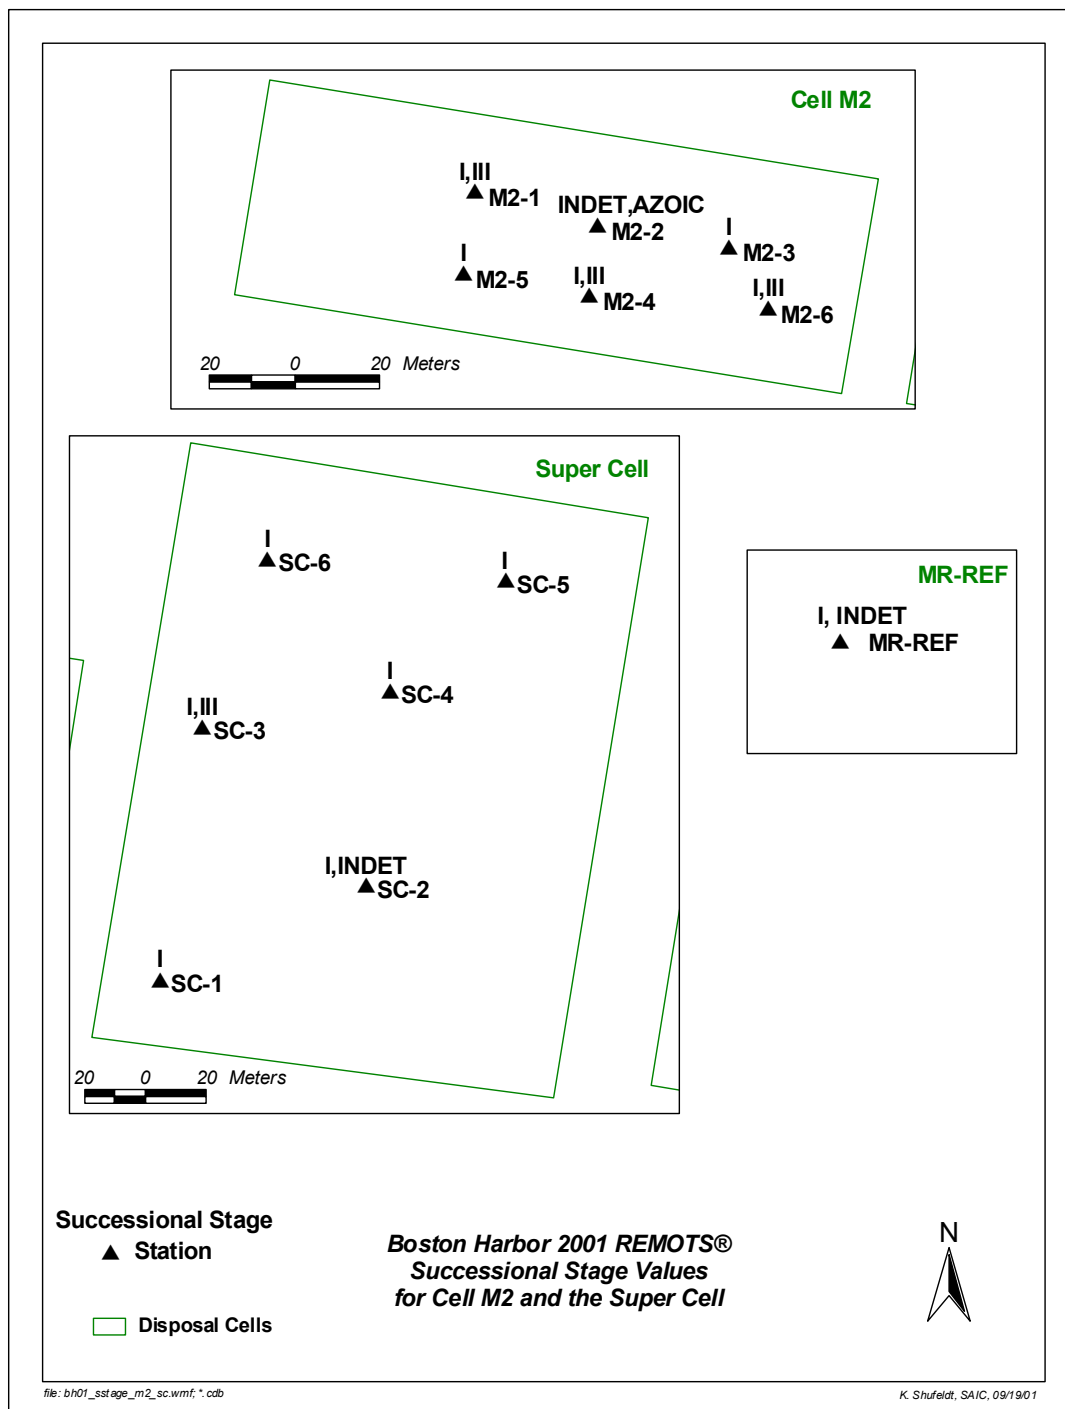 Cell M2
I,III
M2-1
INDET,AZOIC
M2-2
I
M2-3
I
M2-5
I,III
M2-4
I,III
M2-6
20 0 20 Meters
Super Cell
I
SC-6
I
SC-5
I
SC-4
I,III
SC-3
I,INDET
SC-2
I
SC-1
20 0 20 Meters
MR-REF
I, INDET
MR-REF
Successional Stage
Station
Disposal Cells
Boston Harbor 2001 REMOTS®
Successional Stage Values
for Cell M2 and the Super Cell
N
file: bh01_sstage_m2_sc.wmf; *.cdb
K. Shufeldt, SAIC, 09/19/01